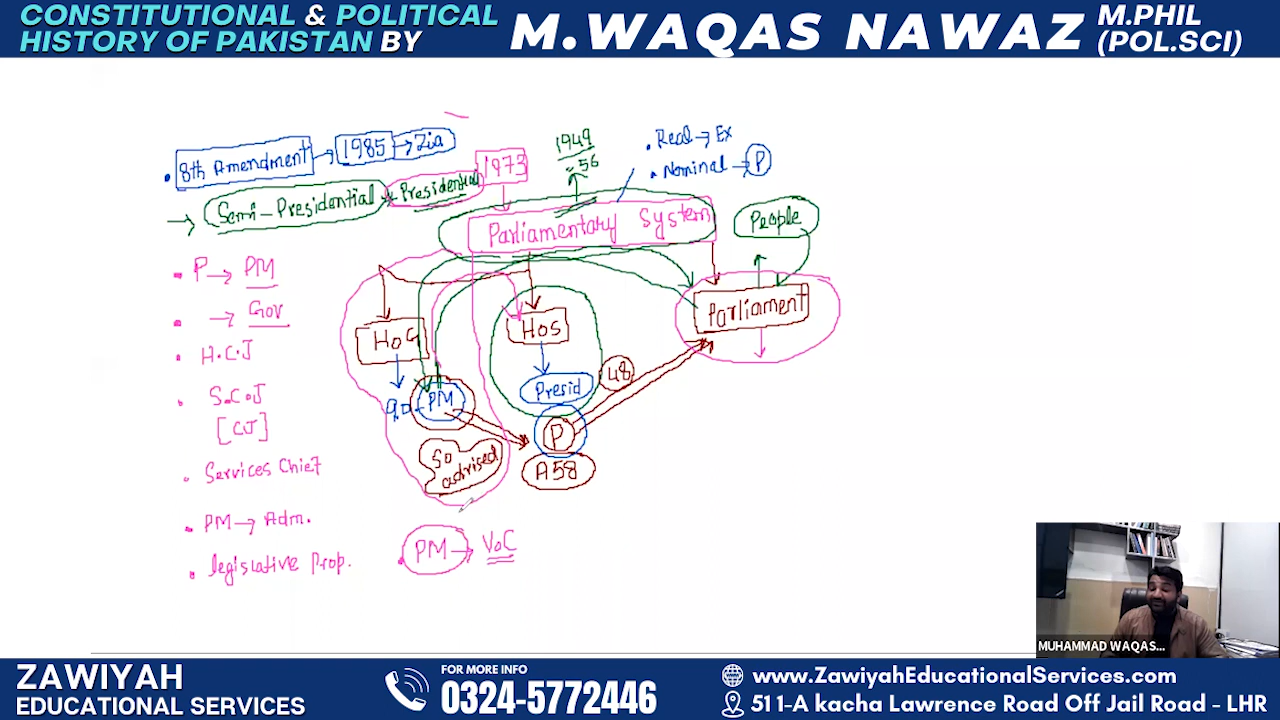 CONSTITUTIONAL & POLITICAL
HISTORY OF PAKISTAN BY
M.WAQAS NAWAZ
M.PHIL
(POL.SCI)
8th Amendment → 1985 → Zia
→ Semi-Presidential
Presidential
1973
1949
56
Real → Ex
Nominal → P
Parliamentary System
People
P → PM
→ Gov
H.C.J
S.C.J
[CJ]
Services Chief
PM → Adm.
legislative Prop.
HoG
HoS
Parliament
PM
Presid
48
P
So advised
A58
PM → VoC
MUHAMMAD WAQAS...
ZAWIYAH
EDUCATIONAL SERVICES
FOR MORE INFO
0324-5772446
www.ZawiyahEducationalServices.com
511-A kacha Lawrence Road Off Jail Road - LHR